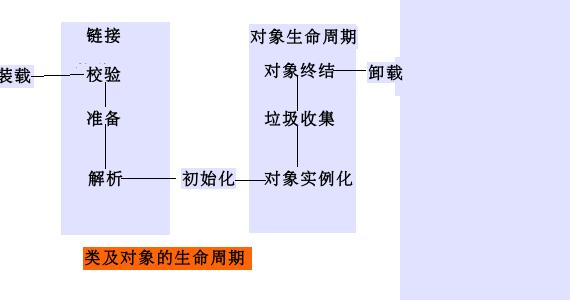 链接
对象生命周期
装载
校验
对象终结
卸载
准备
垃圾收集
解析
初始化
对象实例化
类及对象的生命周期